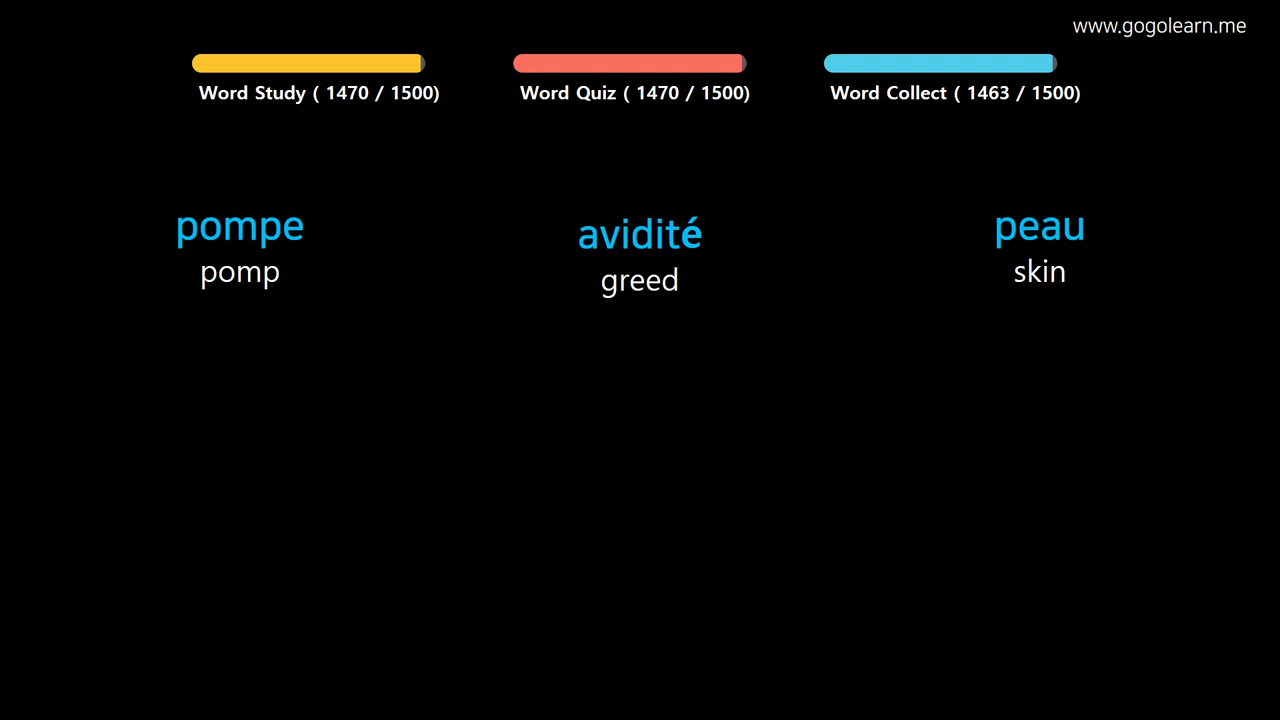 www.gogolearn.me
Word Study ( 1470 / 1500)
Word Quiz ( 1470 / 1500)
Word Collect ( 1463 / 1500)
pompe
pomp
avidité
greed
peau
skin